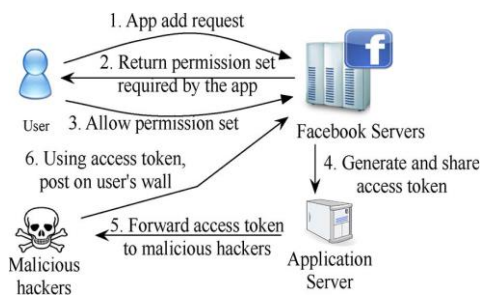 1. App add request
2. Return permission set
required by the app
User
3. Allow permission set
Facebook Servers
6. Using access token,
post on user's wall
4. Generate and share
access token
5. Forward access token
to malicious hackers
Malicious
hackers
Application
Server